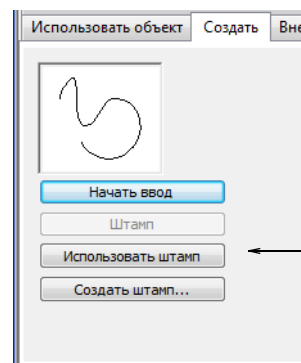 Использовать объект Создать Вне
Начать ввод
Штамп
Использовать штамп
Создать штамп...